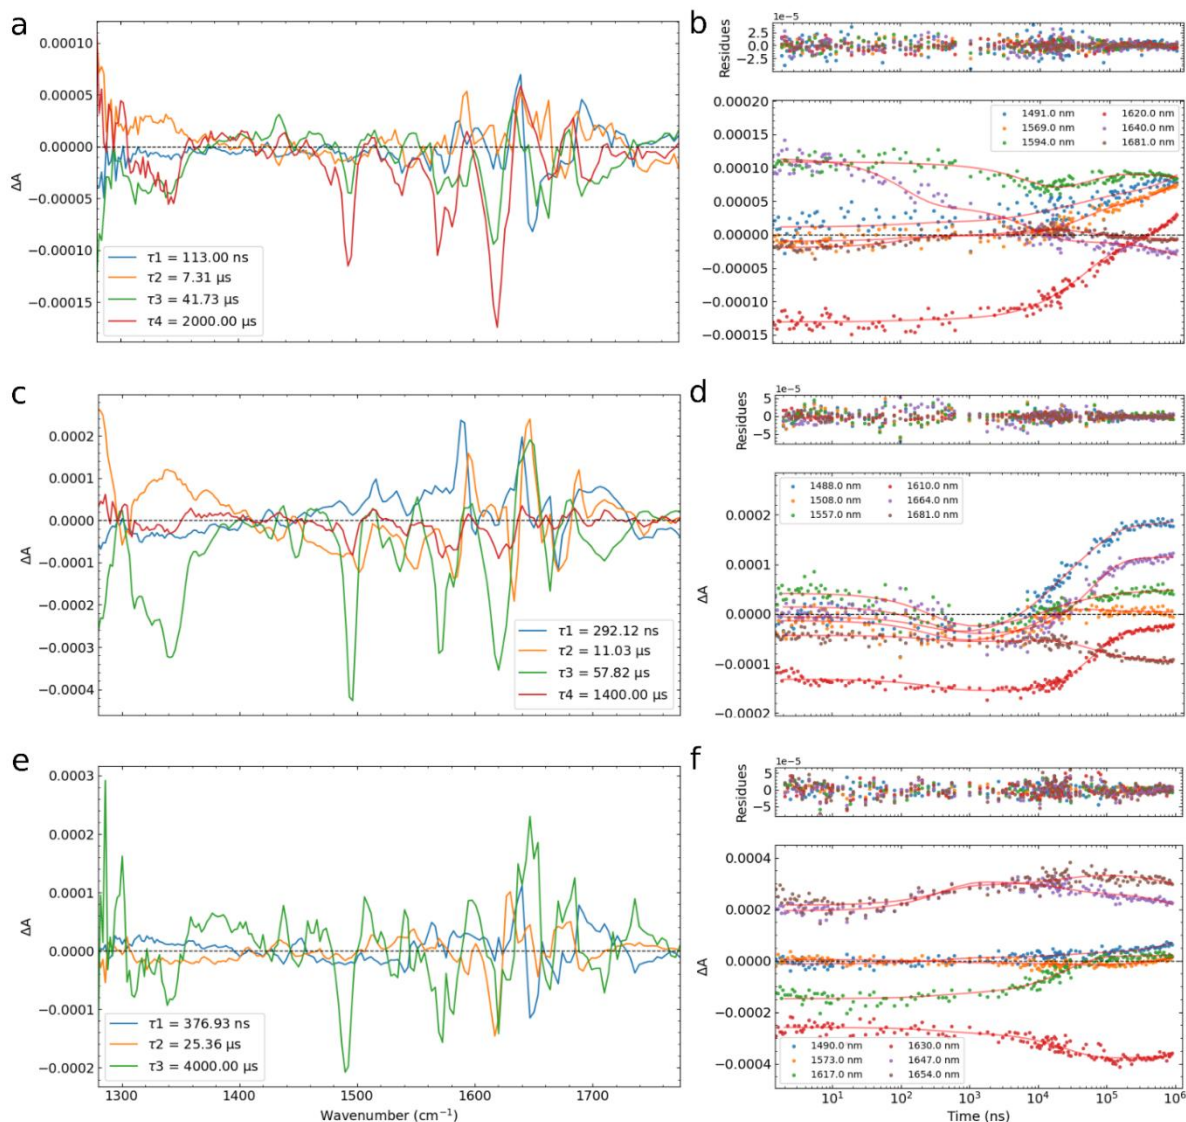 a
0.00010
0.00005
0.00000
−0.00005
−0.00010
−0.00015
ΔA
τ1 = 113.00 ns
τ2 = 7.31 µs
τ3 = 41.73 µs
τ4 = 2000.00 µs
b
1e−5
2.5
0.0
−2.5
Residues
0.00020
0.00015
0.00010
0.00005
0.00000
−0.00005
−0.00010
−0.00015
1491.0 nm
1569.0 nm
1594.0 nm
1620.0 nm
1640.0 nm
1681.0 nm
c
0.0002
0.0001
0.0000
−0.0001
−0.0002
−0.0003
−0.0004
ΔA
τ1 = 292.12 ns
τ2 = 11.03 µs
τ3 = 57.82 µs
τ4 = 1400.00 µs
d
1e−5
5
0
−5
Residues
0.0002
0.0001
0.0000
−0.0001
−0.0002
ΔA
1488.0 nm
1508.0 nm
1557.0 nm
1610.0 nm
1664.0 nm
1681.0 nm
e
0.0003
0.0002
0.0001
0.0000
−0.0001
−0.0002
ΔA
τ1 = 376.93 ns
τ2 = 25.36 µs
τ3 = 4000.00 µs
1300 1400 1500 1600 1700
Wavenumber (cm⁻¹)
f
1e−5
5
0
−5
Residues
0.0004
0.0002
0.0000
−0.0002
−0.0004
ΔA
1490.0 nm
1573.0 nm
1617.0 nm
1630.0 nm
1647.0 nm
1654.0 nm
10¹ 10² 10³ 10⁴ 10⁵ 10⁶
Time (ns)